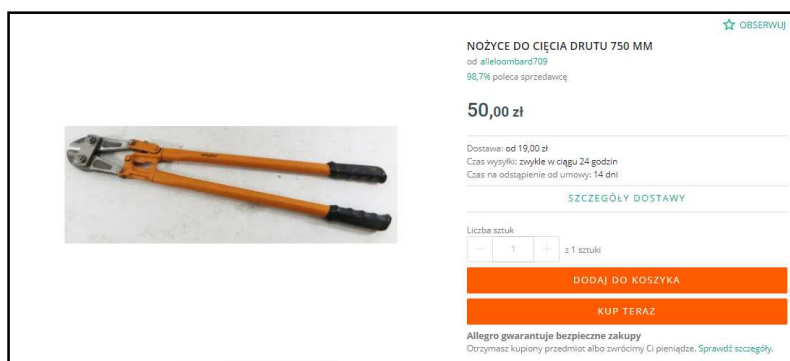 OBSERWUJ
NOŻYCE DO CIĘCIA DRUTU 750 MM
od alleloombard709
98,7% poleca sprzedawcę
50,00 zł
Dostawa: od 19,00 zł
Czas wysyłki: zwykle w ciągu 24 godzin
Czas na odstąpienie od umowy: 14 dni
SZCZEGÓŁY DOSTAWY
Liczba sztuk
− 1 + z 1 sztuki
DODAJ DO KOSZYKA
KUP TERAZ
Allegro gwarantuje bezpieczne zakupy
Otrzymasz kupiony przedmiot albo zwrócimy Ci pieniądze. Sprawdź szczegóły.